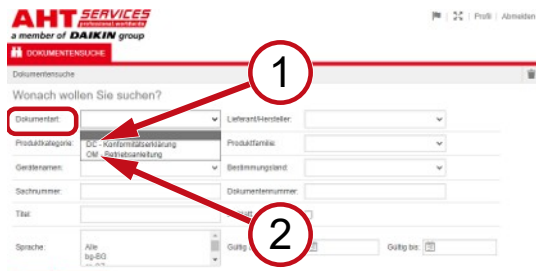 AHT SERVICES
professional worldwide
a member of DAIKIN group
Profil Abmelden
DOKUMENTENSUCHE
Dokumentensuche
1
Wonach wollen Sie suchen?
Dokumentart: Lieferant/Hersteller:
Produktkategorie: DC - Konformitätserklärung Produktfamilie:
OM - Betriebsanleitung
Gerätenamen: Bestimmungsland:
Sachnummer: Dokumentennummer:
Titel:
2
Sprache: Alle Gültig bis:
bg-BG